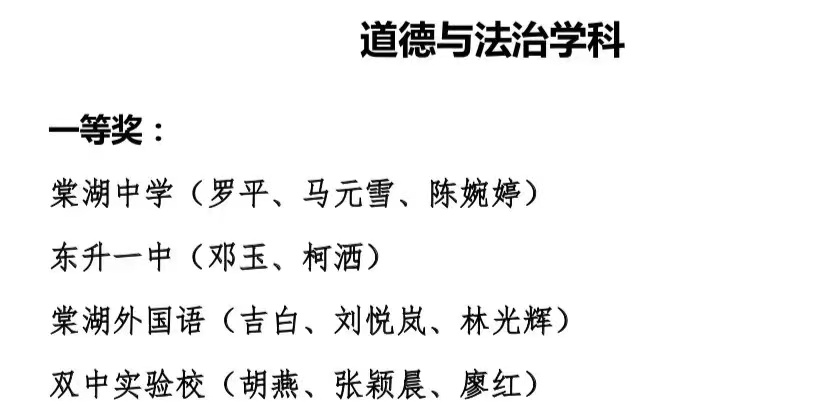 道德与法治学科
一等奖：
棠湖中学（罗平、马元雪、陈婉婷）
东升一中（邓玉、柯洒）
棠湖外国语（吉白、刘悦岚、林光辉）
双中实验校（胡燕、张颖晨、廖红）